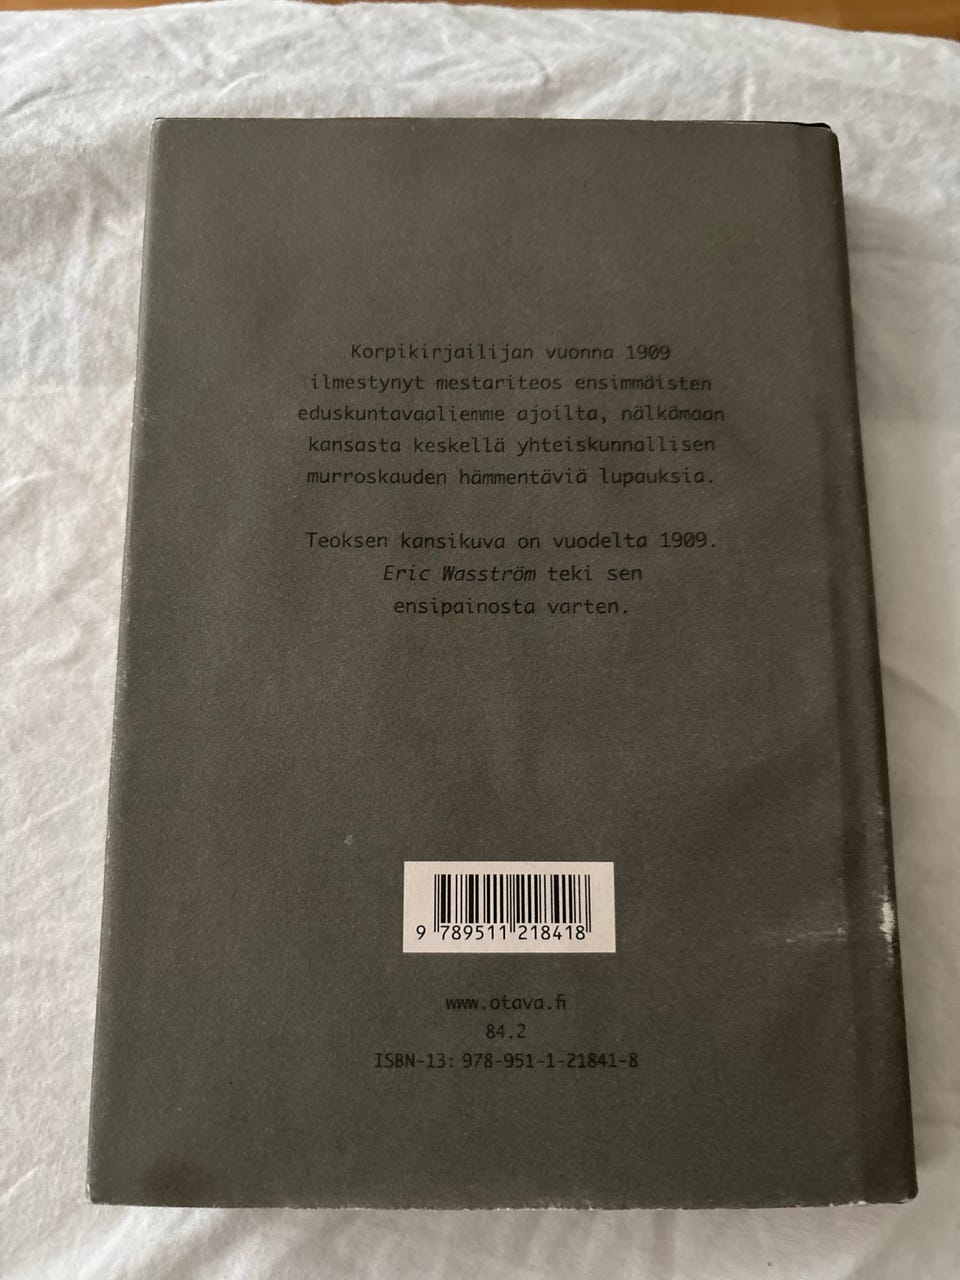 Korpikirjailijan vuonna 1909
ilmestynyt mestariteos ensimmäisten
eduskuntavaaliemme ajoilta, nälkämaan
kansasta keskellä yhteiskunnallisen
murroskauden hämmentäviä lupauksia.
Teoksen kansikuva on vuodelta 1909.
Eric Wasström teki sen
ensipainosta varten.
9 789511 218418
www.otava.fi
84.2
ISBN-13: 978-951-1-21841-8